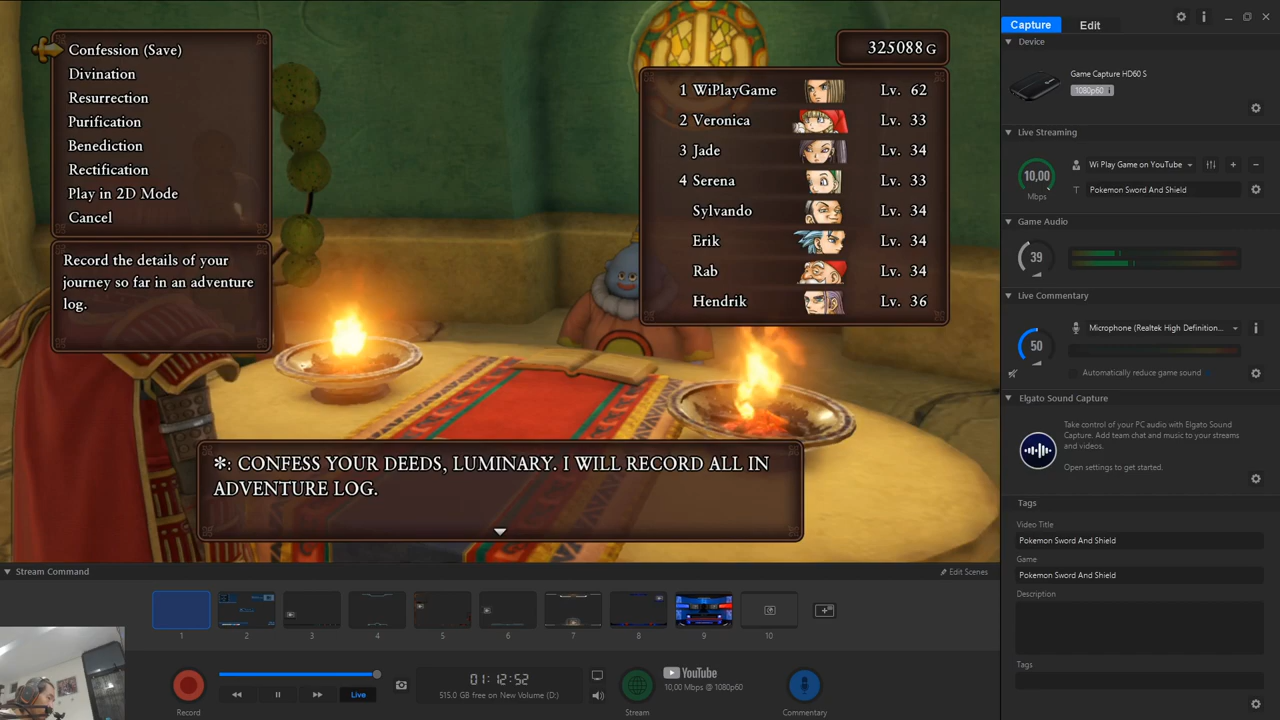 Confession (Save)
Divination
Resurrection
Purification
Benediction
Rectification
Play in 2D Mode
Cancel
Record the details of your
journey so far in an adventure
log.
325088 G
1 WiPlayGame Lv. 62
2 Veronica Lv. 33
3 Jade Lv. 34
4 Serena Lv. 33
Sylvando Lv. 34
Erik Lv. 34
Rab Lv. 34
Hendrik Lv. 36
*: CONFESS YOUR DEEDS, LUMINARY. I WILL RECORD ALL IN
ADVENTURE LOG.
Capture Edit
Device
Game Capture HD60 S
1080p60
Live Streaming
10,00
Mbps
Wi Play Game on YouTube
Pokemon Sword And Shield
Game Audio
39
Live Commentary
50
Microphone (Realtek High Definition...
Automatically reduce game sound
Elgato Sound Capture
Take control of your PC audio with Elgato Sound
Capture. Add team chat and music to your streams
and videos.
Open settings to get started.
Tags
Video Title
Pokemon Sword And Shield
Game
Pokemon Sword And Shield
Description
Tags
Stream Command
Edit Scenes
1 2 3 4 5 6 7 8 9 10
Record
Live
01:12:52
515.0 GB free on New Volume (D:)
Stream
YouTube
10,00 Mbps @ 1080p60
Commentary